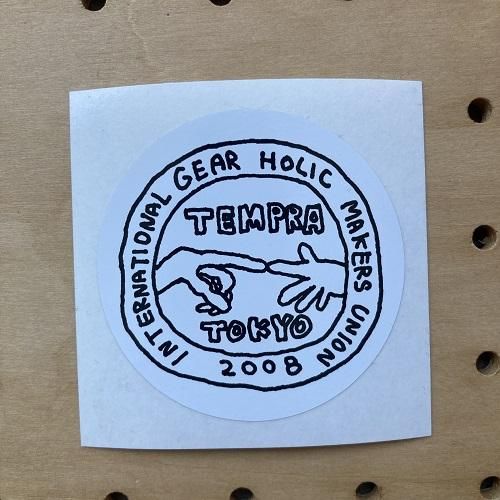 INTERNATIONAL GEAR HOLIC MAKERS UNION
TEMPRA
TOKYO
2008